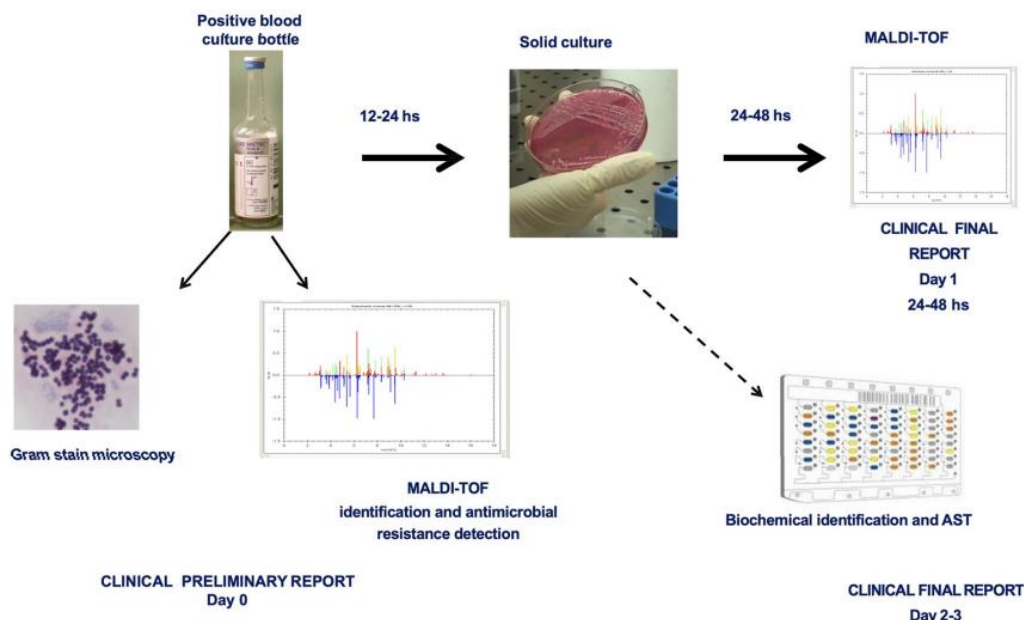 Positive blood
culture bottle
Solid culture
MALDI-TOF
12-24 hs
24-48 hs
CLINICAL FINAL
REPORT
Day 1
24-48 hs
Gram stain microscopy
MALDI-TOF
identification and antimicrobial
resistance detection
Biochemical identification and AST
CLINICAL PRELIMINARY REPORT
Day 0
CLINICAL FINAL REPORT
Day 2-3